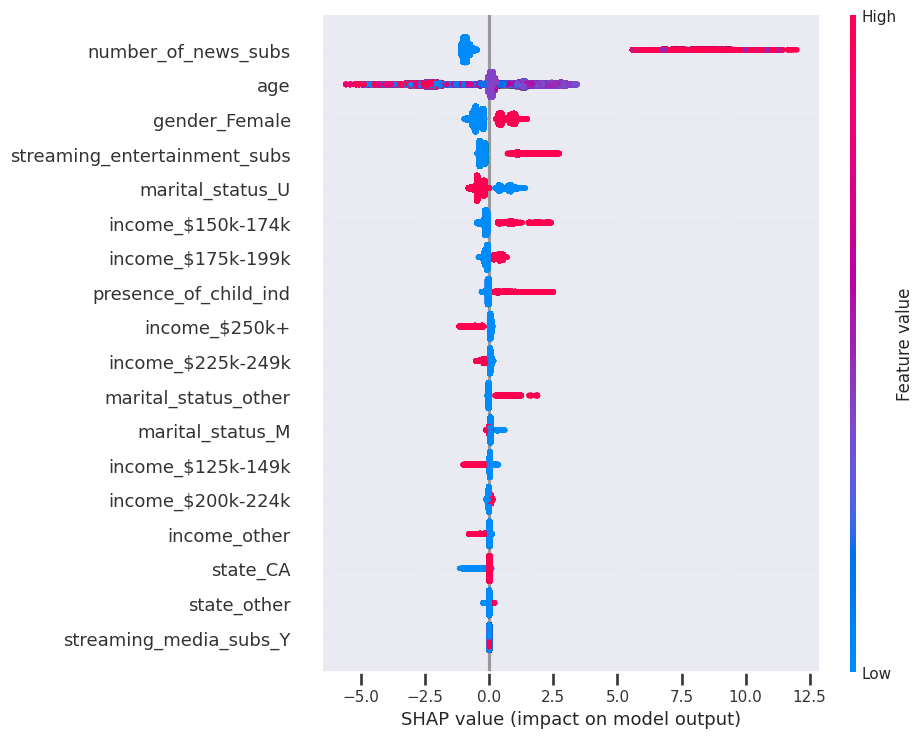 High
number_of_news_subs
age
gender_Female
streaming_entertainment_subs
marital_status_U
income_$150k-174k
income_$175k-199k
presence_of_child_ind
income_$250k+
income_$225k-249k
marital_status_other
marital_status_M
income_$125k-149k
income_$200k-224k
income_other
state_CA
state_other
streaming_media_subs_Y
Feature value
Low
−5.0 −2.5 0.0 2.5 5.0 7.5 10.0 12.5
SHAP value (impact on model output)